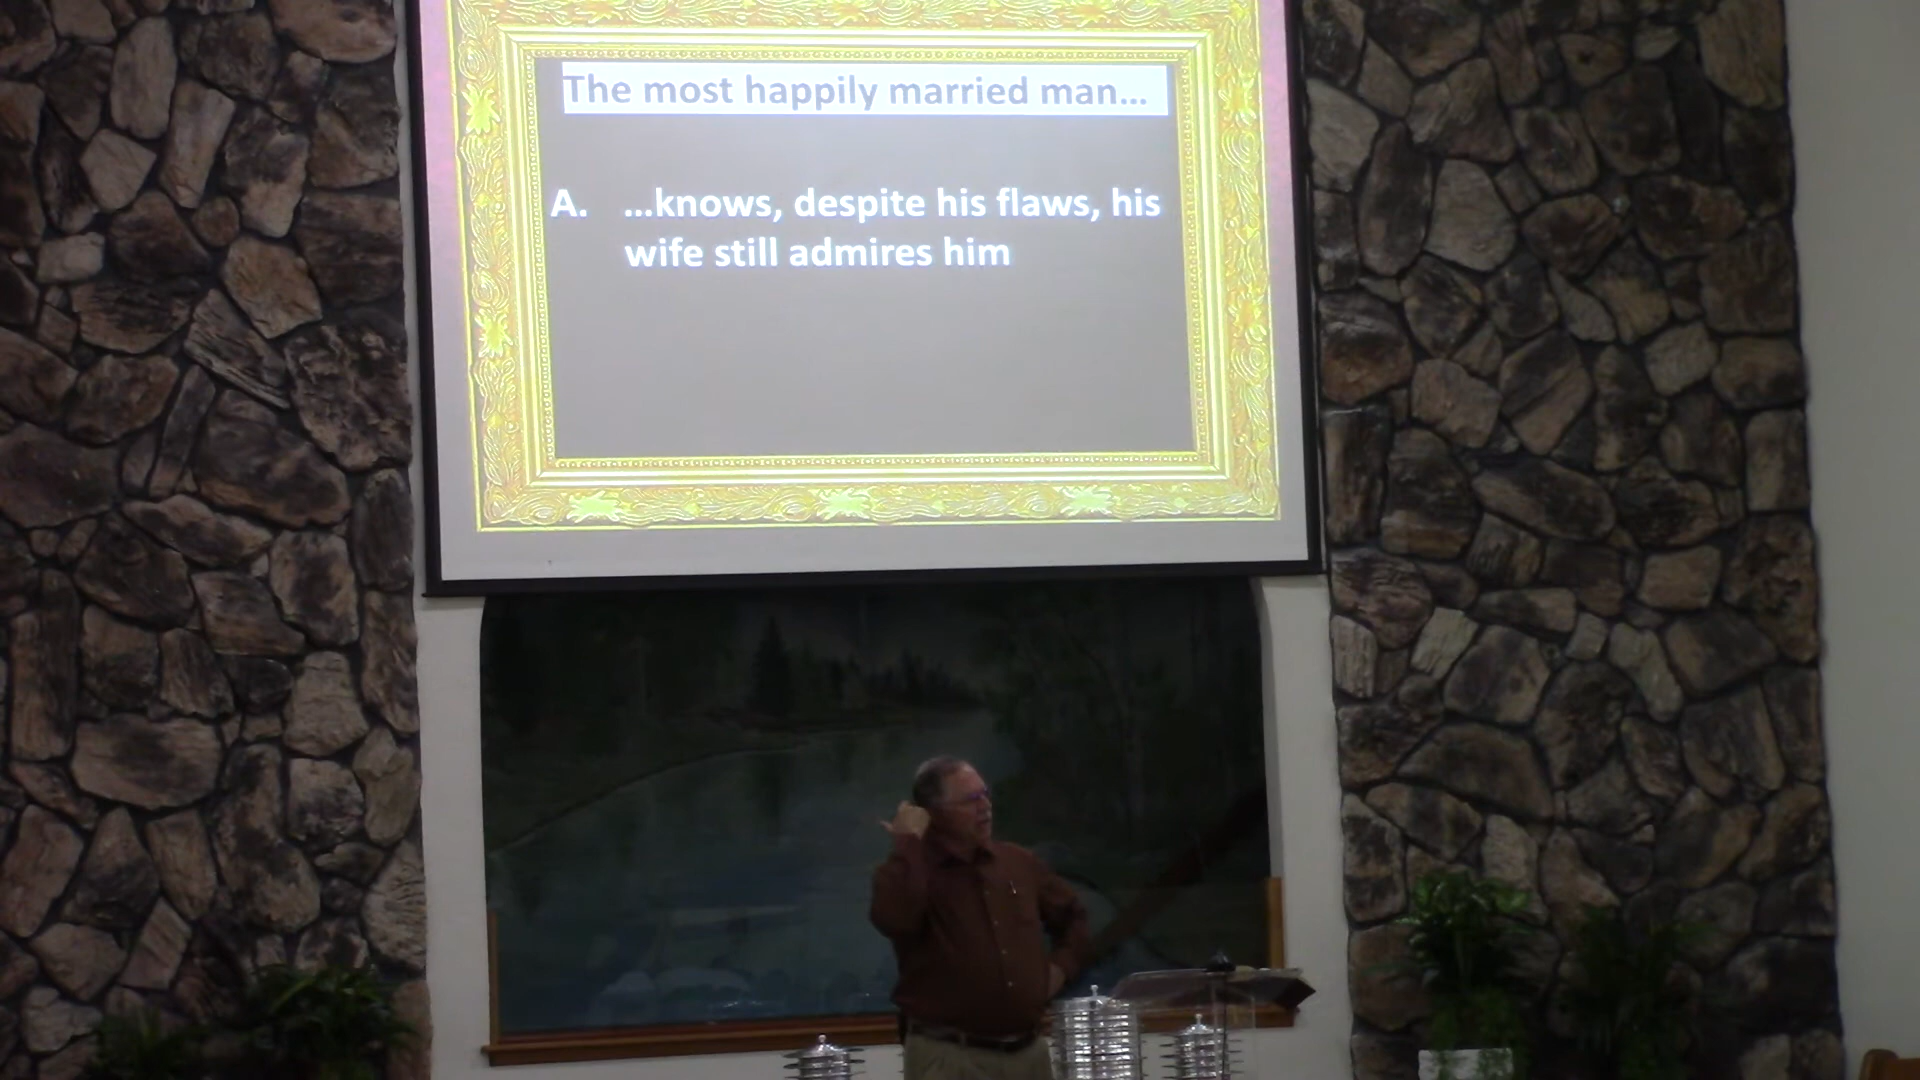 The most happily married man...
A. ...knows, despite his flaws, his
wife still admires him